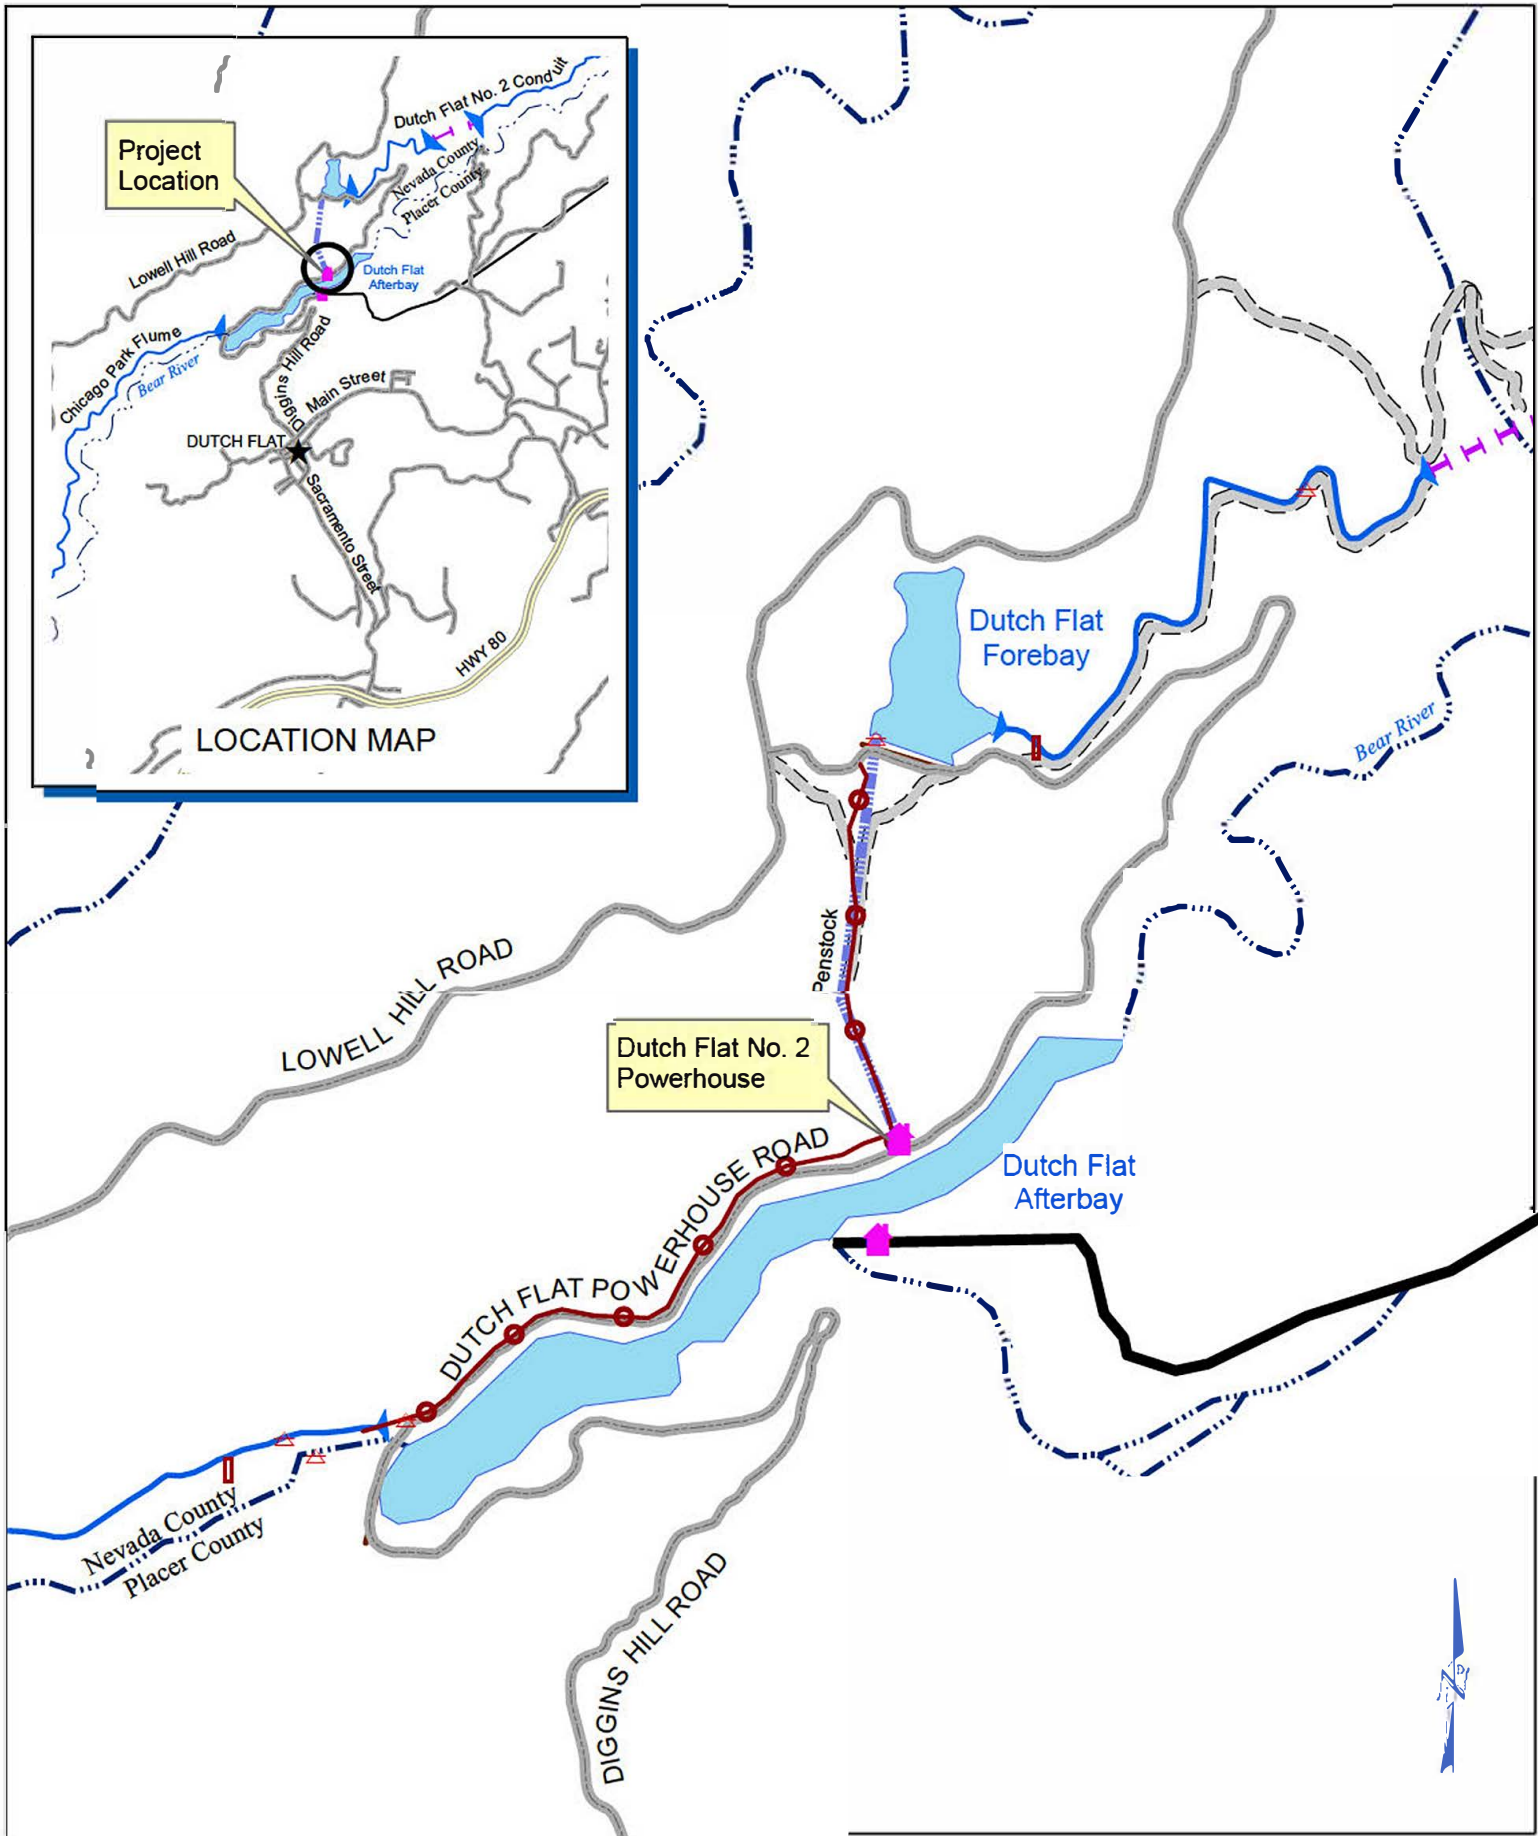 Dutch Flat No. 2 Conduit
Project
Location
Nevada County
Placer County
Lowell Hill Road
Dutch Flat
Afterbay
Chicago Park Flume
Bear River
Diggins Hill Road
Main Street
DUTCH FLAT
Sacramento Street
HWY 80
LOCATION MAP
Dutch Flat
Forebay
Bear River
Penstock
LOWELL HILL ROAD
Dutch Flat No. 2
Powerhouse
DUTCH FLAT POWERHOUSE ROAD
Dutch Flat
Afterbay
Nevada County
Placer County
DIGGINS HILL ROAD